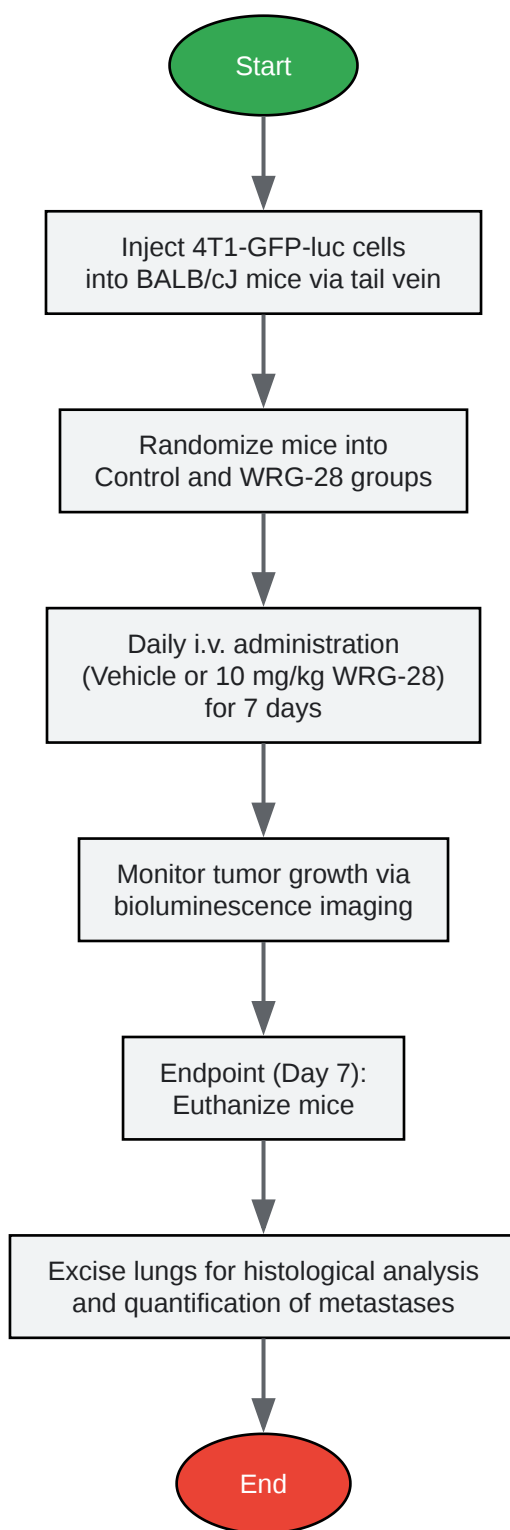 Start
Inject 4T1-GFP-luc cells
into BALB/cJ mice via tail vein
Randomize mice into
Control and WRG-28 groups
Daily i.v. administration
(Vehicle or 10 mg/kg WRG-28)
for 7 days
Monitor tumor growth via
bioluminescence imaging
Endpoint (Day 7):
Euthanize mice
Excise lungs for histological analysis
and quantification of metastases
End